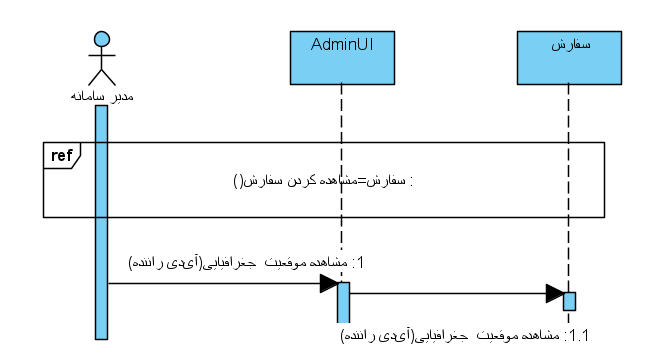 AdminUI
سفارش
مدیر سامانه
ref
: سفارش=مشاهده کردن سفارش()
1: مشاهده موقعیت جغرافیایی(آی‌دی راننده)
1.1: مشاهده موقعیت جغرافیایی(آی‌دی راننده)